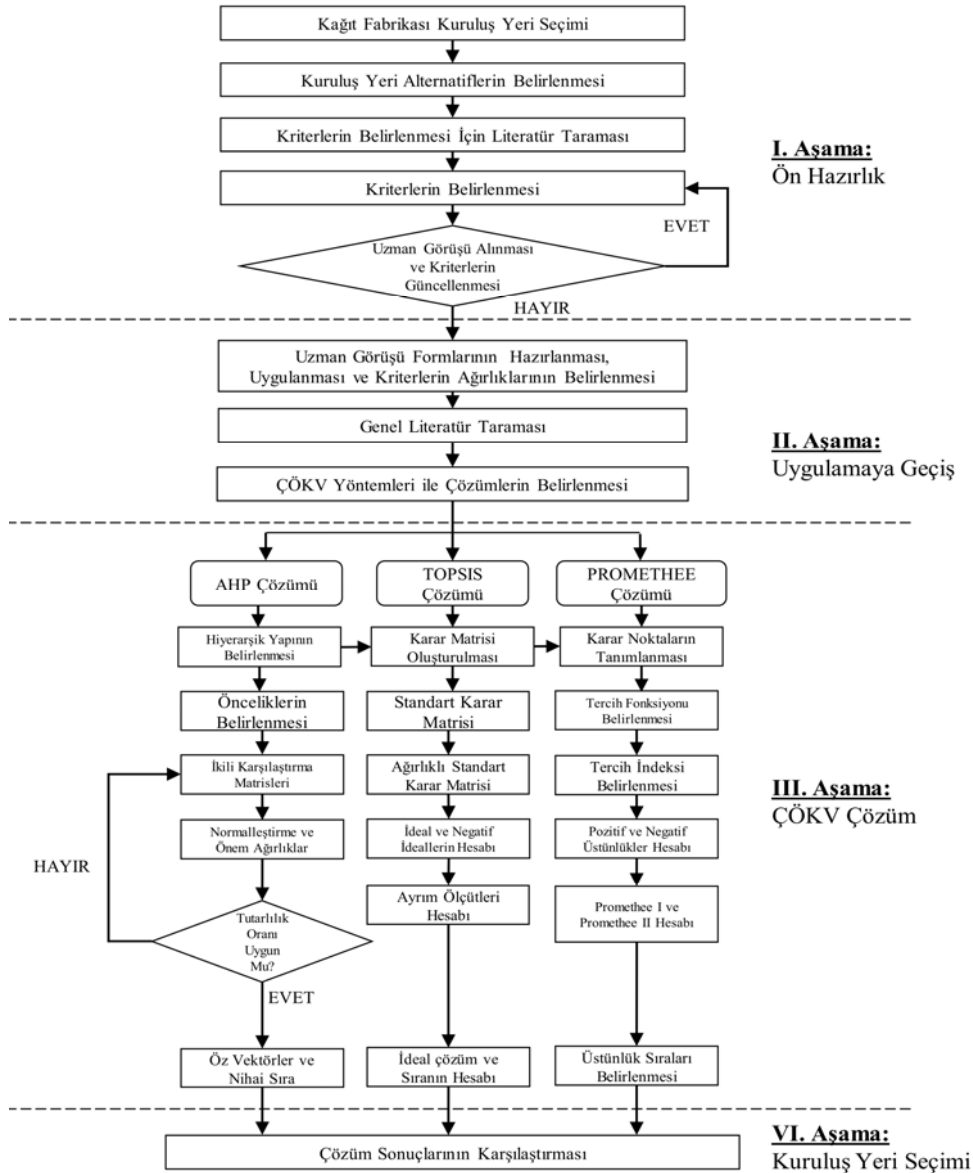 Kağıt Fabrikası Kuruluş Yeri Seçimi
Kuruluş Yeri Alternatiflerin Belirlenmesi
Kriterlerin Belirlenmesi İçin Literatür Taraması
Kriterlerin Belirlenmesi
EVET
Uzman Görüşü Alınması
ve Kriterlerin
Güncellenmesi
HAYIR
I. Aşama:
Ön Hazırlık
Uzman Görüşü Formlarının Hazırlanması,
Uygulanması ve Kriterlerin Ağırlıklarının Belirlenmesi
Genel Literatür Taraması
ÇÖKV Yöntemleri ile Çözümlerin Belirlenmesi
II. Aşama:
Uygulamaya Geçiş
AHP Çözümü
TOPSIS
Çözümü
PROMETHEE
Çözümü
Hiyerarşik Yapının
Belirlenmesi
Karar Matrisi
Oluşturulması
Karar Noktaların
Tanımlanması
Önceliklerin
Belirlenmesi
Standart Karar
Matrisi
Tercih Fonksiyonu
Belirlenmesi
İkili Karşılaştırma
Matrisleri
Ağırlıklı Standart
Karar Matrisi
Tercih İndeksi
Belirlenmesi
Normalleştirme ve
Önem Ağırlıklar
İdeal ve Negatif
İdeallerin Hesabı
Pozitif ve Negatif
Üstünlükler Hesabı
HAYIR
Tutarlılık
Oranı
Uygun
Mu?
Ayrım Ölçütleri
Hesabı
Promethee I ve
Promethee II Hesabı
EVET
Öz Vektörler ve
Nihai Sıra
İdeal çözüm ve
Sıranın Hesabı
Üstünlük Sıraları
Belirlenmesi
III. Aşama:
ÇÖKV Çözüm
Çözüm Sonuçlarının Karşılaştırması
VI. Aşama:
Kuruluş Yeri Seçimi